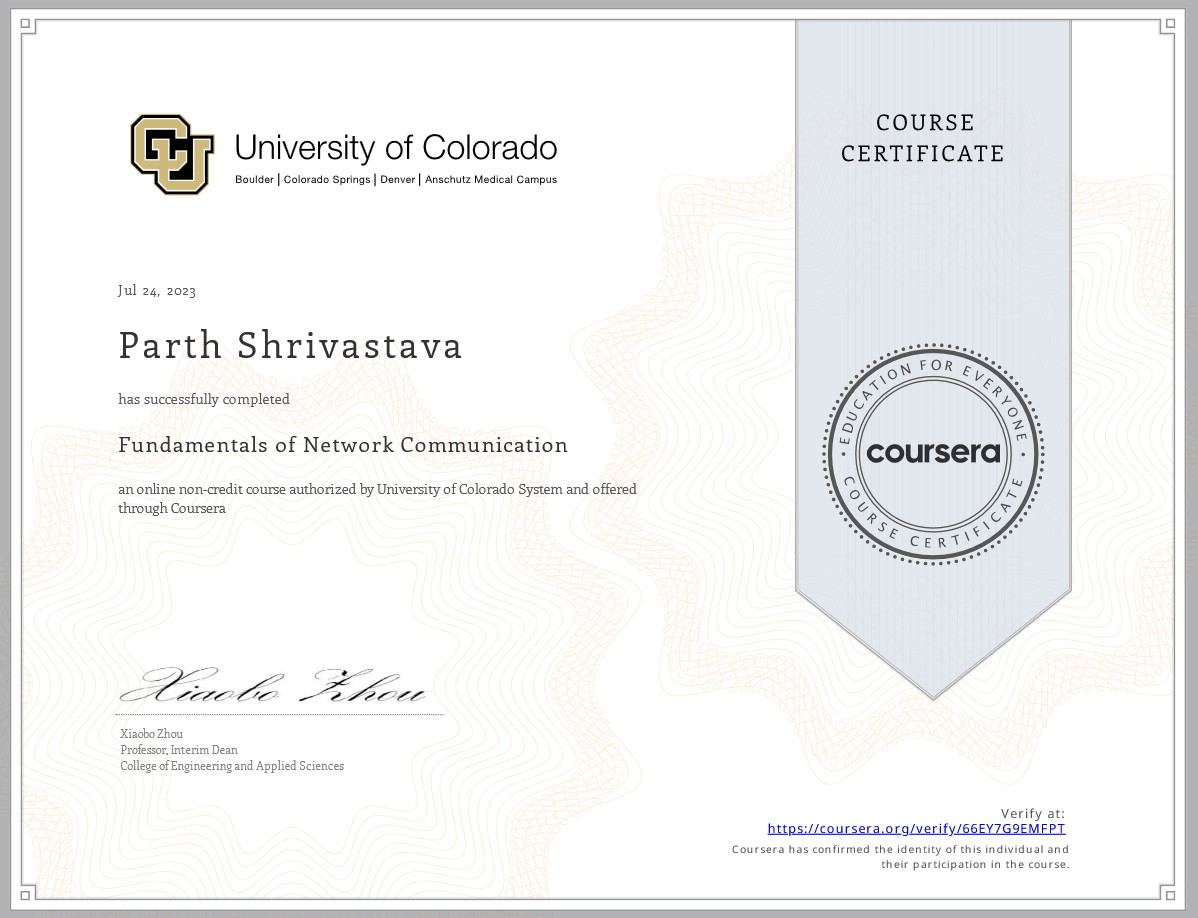 COURSE
CERTIFICATE
CU
University of Colorado
Boulder | Colorado Springs | Denver | Anschutz Medical Campus
Jul 24, 2023
Parth Shrivastava
has successfully completed
Fundamentals of Network Communication
an online non-credit course authorized by University of Colorado System and offered
through Coursera
EDUCATION FOR EVERYONE
coursera
COURSE CERTIFICATE
Xiaobo Zhou
Xiaobo Zhou
Professor, Interim Dean
College of Engineering and Applied Sciences
Verify at:
https://coursera.org/verify/66EY7G9EMFPT
Coursera has confirmed the identity of this individual and
their participation in the course.